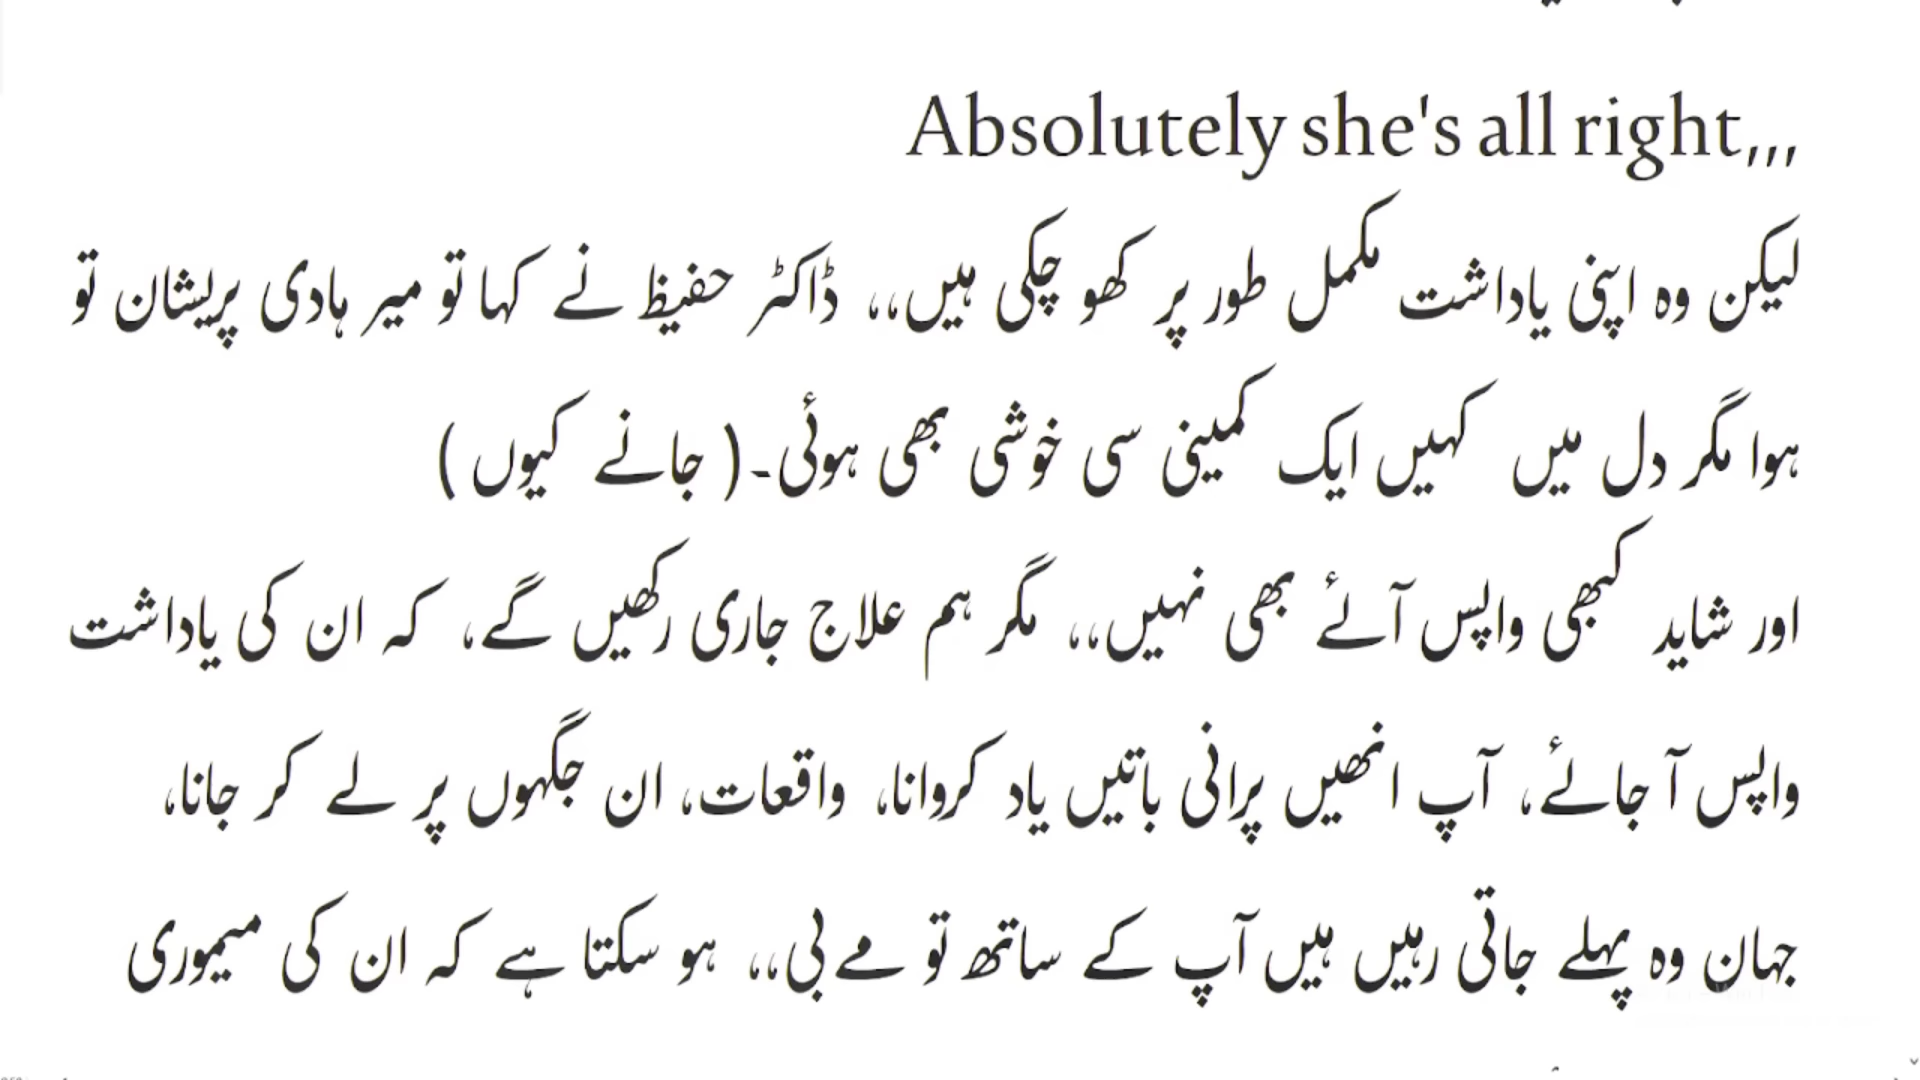 Absolutely she's all right,,,
لیکن وہ اپنی یاداشت مکمل طور پر کھو چکی ہیں،، ڈاکٹر حفیظ نے کہا تو میر ہادی پریشان تو
ہوا مگر دل میں کہیں ایک کمینی سی خوشی بھی ہوئی۔( جانے کیوں )
اور شاید کبھی واپس آئے بھی نہیں،، مگر ہم علاج جاری رکھیں گے، کہ ان کی یاداشت
واپس آ جائے، آپ انھیں پرانی باتیں یاد کروانا، واقعات، ان جگہوں پر لے کر جانا،
جہان وہ پہلے جاتی رہیں ہیں آپ کے ساتھ تو مے بی،، ہو سکتا ہے کہ ان کی میموری